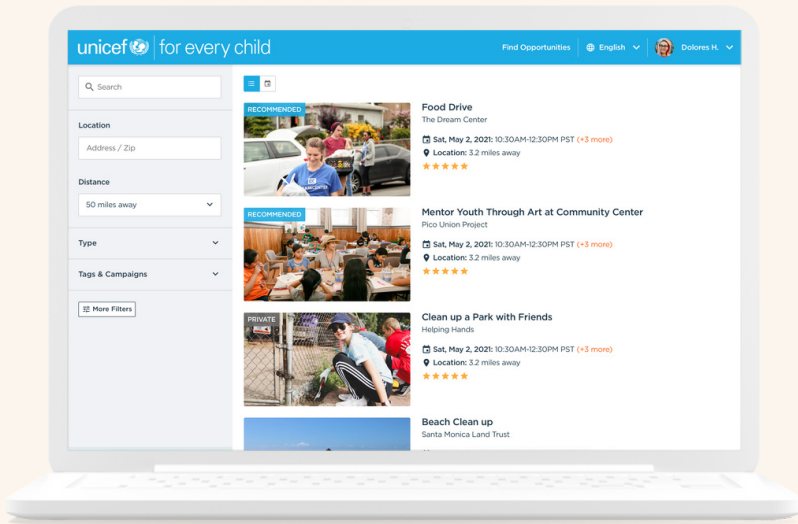 unicef for every child
Find Opportunities
English
Dolores H.
Search
Location
Address / Zip
Distance
50 miles away
Type
Tags & Campaigns
More Filters
RECOMMENDED
Food Drive
The Dream Center
Sat, May 2, 2021: 10:30AM-12:30PM PST (+3 more)
Location: 3.2 miles away
RECOMMENDED
Mentor Youth Through Art at Community Center
Pico Union Project
Sat, May 2, 2021: 10:30AM-12:30PM PST (+3 more)
Location: 3.2 miles away
PRIVATE
Clean up a Park with Friends
Helping Hands
Sat, May 2, 2021: 10:30AM-12:30PM PST (+3 more)
Location: 3.2 miles away
Beach Clean up
Santa Monica Land Trust